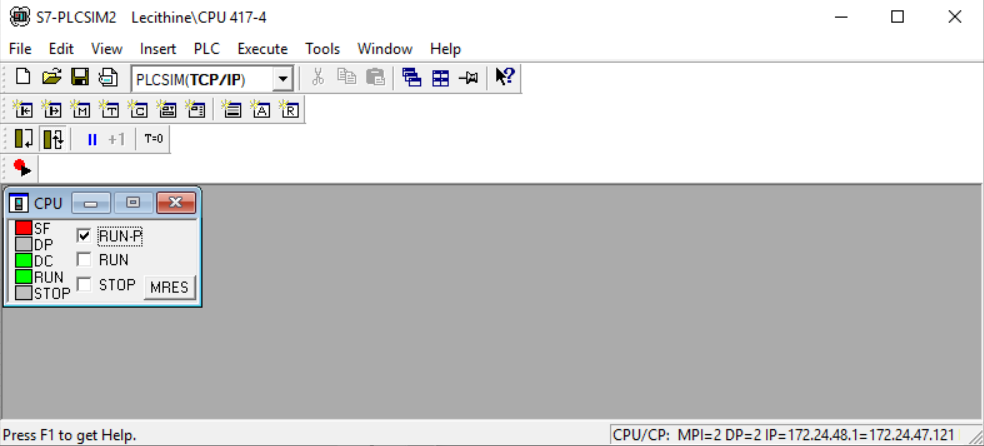 S7-PLCSIM2 Lecithine\CPU 417-4
File Edit View Insert PLC Execute Tools Window Help
PLCSIM(TCP/IP)
M T C A R
+1 T=0
CPU
SF
DP
DC
RUN
STOP
RUN-P
RUN
STOP MRES
Press F1 to get Help.
CPU/CP: MPI=2 DP=2 IP=172.24.48.1=172.24.47.121